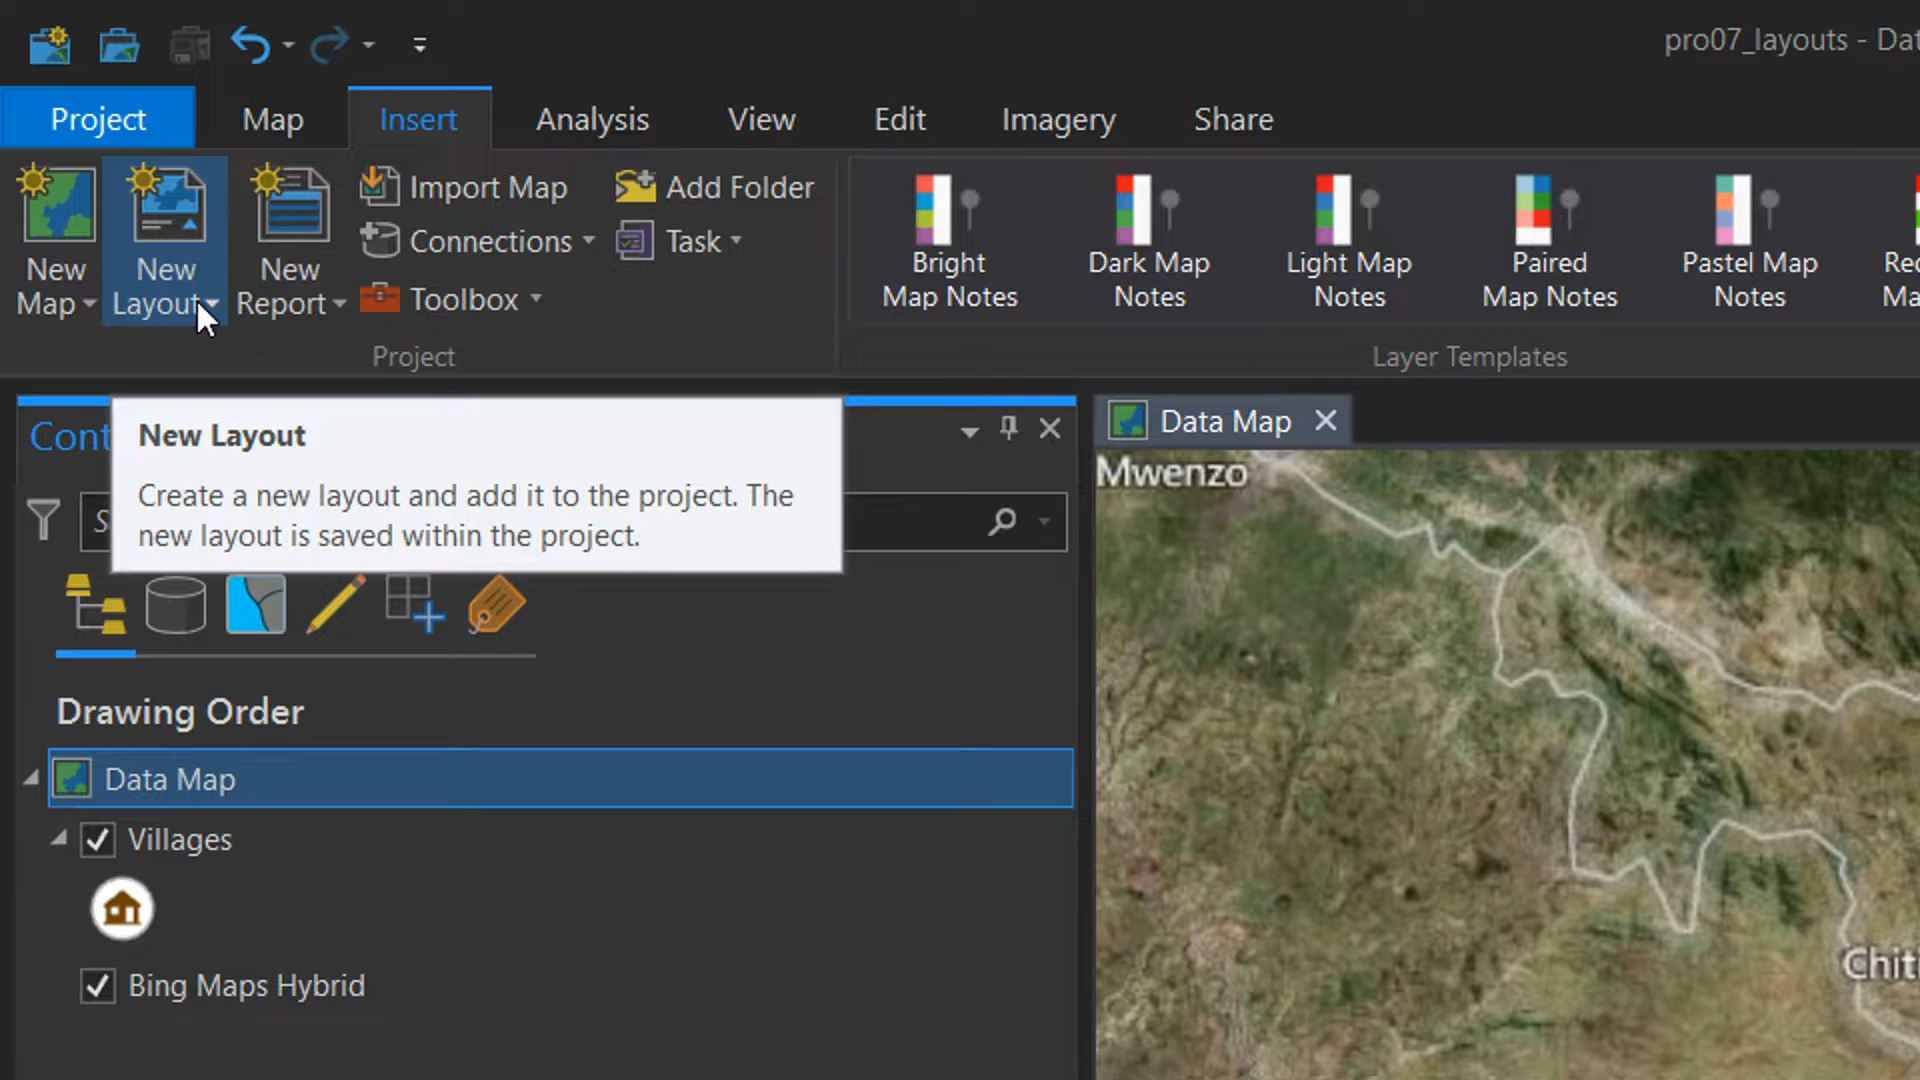 pro07_layouts - Dat
Project
Map
Insert
Analysis
View
Edit
Imagery
Share
New
Map
New
Layout
New
Report
Import Map
Connections
Toolbox
Add Folder
Task
Project
Bright
Map Notes
Dark Map
Notes
Light Map
Notes
Paired
Map Notes
Pastel Map
Notes
Rec
Ma
Layer Templates
Cont
New Layout
Create a new layout and add it to the project. The
new layout is saved within the project.
S
Data Map
Mwenzo
Drawing Order
Data Map
Villages
Bing Maps Hybrid
Chiti